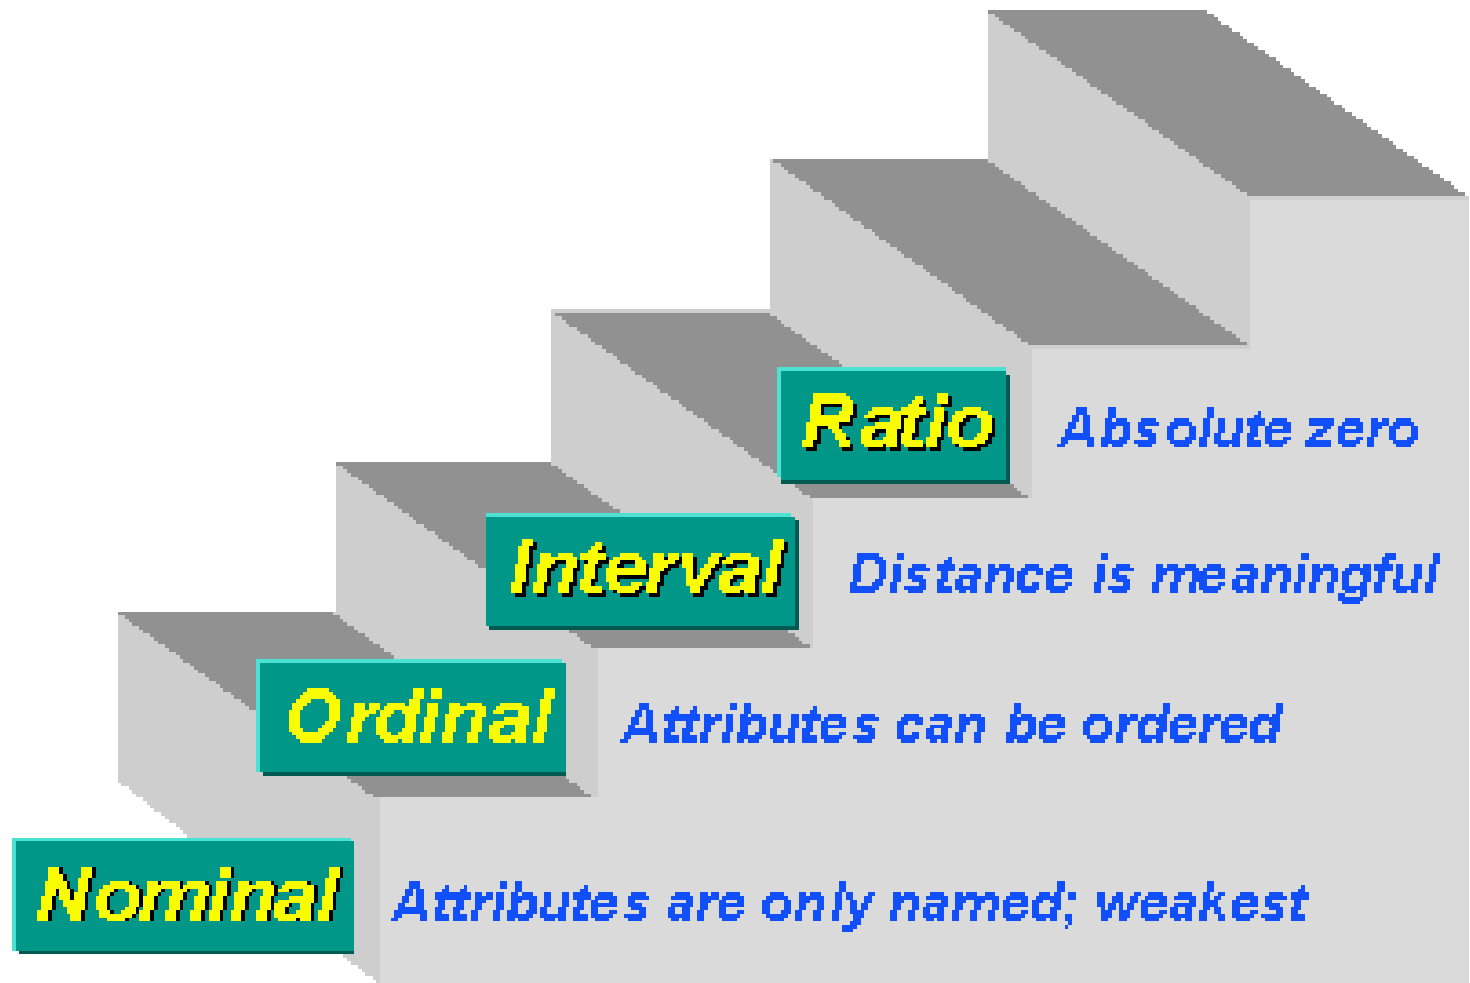 Ratio Absolute zero
Interval Distance is meaningful
Ordinal Attributes can be ordered
Nominal Attributes are only named; weakest